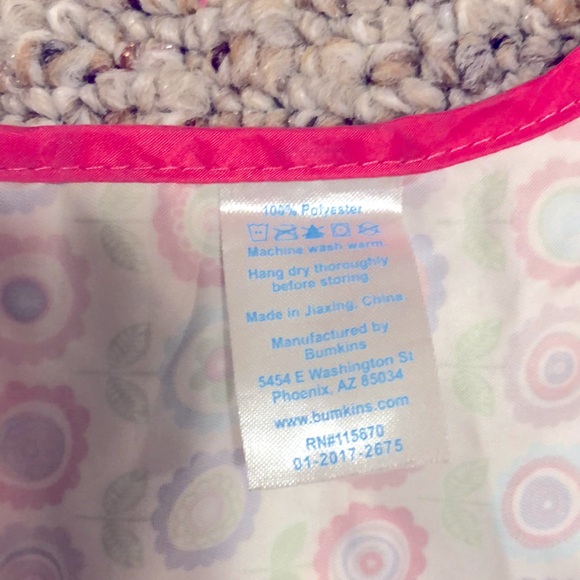 100% Polyester
Machine wash warm
Hang dry thoroughly
before storing
Made in Jiaxing, China
Manufactured by
Bumkins
5454 E Washington St
Phoenix, AZ 85034
www.bumkins.com
RN#115670
01-2017-2675